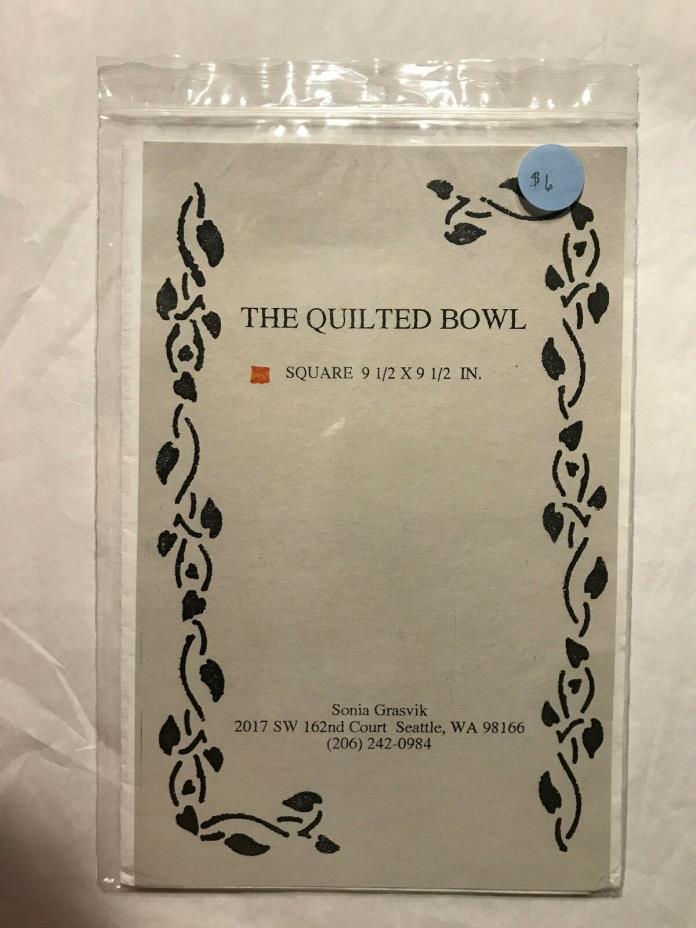 $6
THE QUILTED BOWL
SQUARE 9 1/2 X 9 1/2 IN.
Sonia Grasvik
2017 SW 162nd Court Seattle, WA 98166
(206) 242-0984